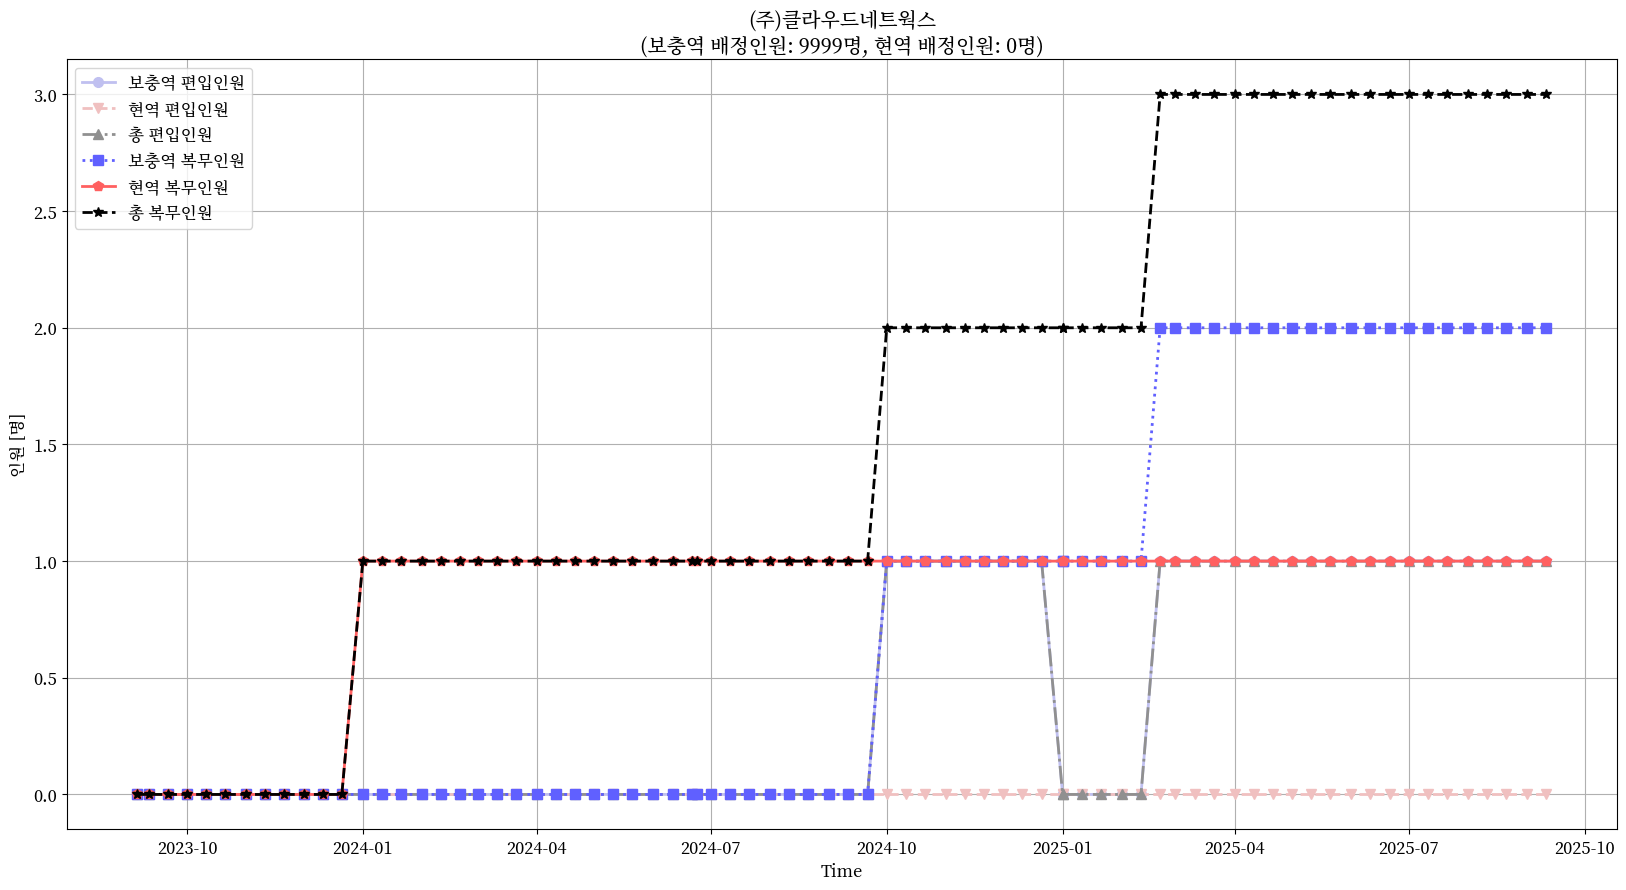 (주)클라우드네트웍스
(보충역 배정인원: 9999명, 현역 배정인원: 0명)
보충역 편입인원
현역 편입인원
총 편입인원
보충역 복무인원
현역 복무인원
총 복무인원
인원 [명]
3.0
2.5
2.0
1.5
1.0
0.5
0.0
2023-10
2024-01
2024-04
2024-07
2024-10
2025-01
2025-04
2025-07
2025-10
Time